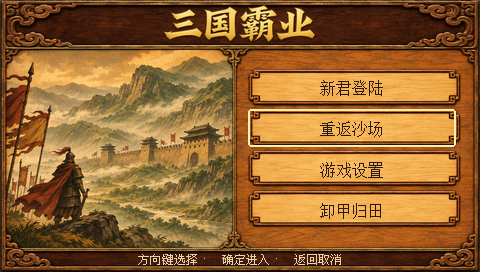 三国霸业
新君登陆
重返沙场
游戏设置
卸甲归田
方向键选择 · 确定进入 · 返回取消